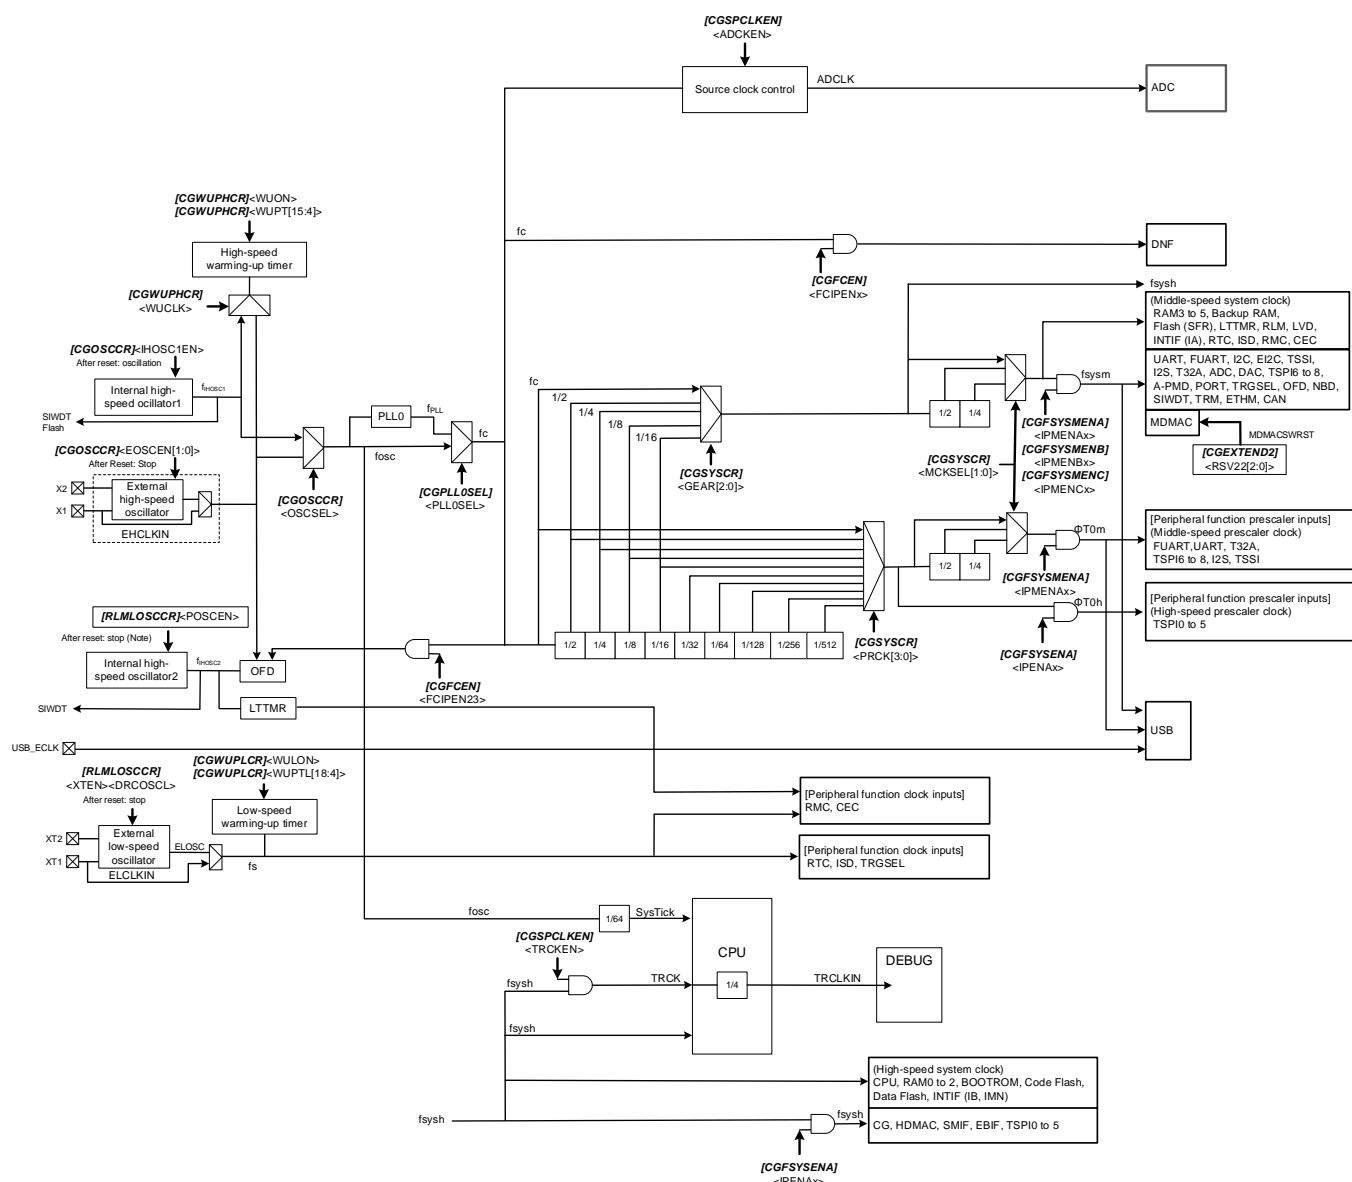 [CGSPCLKEN]
<ADCKEN>
Source clock control
ADCLK
ADC
[CGWUPHCR]<WUON>
[CGWUPHCR]<WUPT[15:4]>
High-speed
warming-up timer
fc
DNF
[CGFCEN]
<FCIPENx>
[CGWUPHCR]
<WUCLK>
fsysh
(Middle-speed system clock)
RAM3 to 5, Backup RAM,
Flash (SFR), LTTMR, RLM, LVD,
INTIF (IA), RTC, ISD, RMC, CEC
[CGOSCCR]<IHOSC1EN>
After reset: oscillation
Internal high-
speed ocillator1
fIHOSC1
SIWDT
Flash
PLL0
fPLL
fc
fosc
fc
1/2
1/4
1/8
1/16
1/2
1/4
fsysm
UART, FUART, I2C, EI2C, TSSI,
I2S, T32A, ADC, DAC, TSPI6 to 8,
A-PMD, PORT, TRGSEL, OFD, NBD,
SIWDT, TRM, ETHM, CAN
MDMAC
MDMACSWRST
[CGEXTEND2]
<RSV22[2:0]>
[CGFSYSMENA]
<IPMENAx>
[CGFSYSMENB]
<IPMENBx>
[CGFSYSMENC]
<IPMENCx>
[CGSYSCR]
<MCKSEL[1:0]>
[CGSYSCR]
<GEAR[2:0]>
[CGOSCCR]<EOSCEN[1:0]>
After Reset: Stop
X2
X1
External
high-speed
oscillator
EHCLKIN
[CGOSCCR]
<OSCSEL>
[CGPLL0SEL]
<PLL0SEL>
1/2
1/4
ΦT0m
[CGFSYSMENA]
<IPMENAx>
[Peripheral function prescaler inputs]
(Middle-speed prescaler clock)
FUART,UART, T32A,
TSPI6 to 8, I2S, TSSI
ΦT0h
[CGFSYSENA]
<IPENAx>
[Peripheral function prescaler inputs]
(High-speed prescaler clock)
TSPI0 to 5
[RLMLOSCCR]<POSCEN>
After reset: stop (Note)
Internal high-
speed oscillator2
fIHOSC2
OFD
LTTMR
SIWDT
[CGFCEN]
<FCIPEN23>
1/2
1/4
1/8
1/16
1/32
1/64
1/128
1/256
1/512
[CGSYSCR]
<PRCK[3:0]>
USB
USB_ECLK
[CGWUPLCR]<WULON>
[CGWUPLCR]<WUPTL[18:4]>
[RLMLOSCCR]
<XTEN><DRCOSCL>
After reset: stop
XT2
XT1
External
low-speed
oscillator
ELOSC
ELCLKIN
Low-speed
warming-up timer
fs
[Peripheral function clock inputs]
RMC, CEC
[Peripheral function clock inputs]
RTC, ISD, TRGSEL
fosc
1/64
SysTick
[CGSPCLKEN]
<TRCKEN>
fsysh
TRCK
CPU
1/4
TRCLKIN
DEBUG
fsysh
(High-speed system clock)
CPU, RAM0 to 2, BOOTROM, Code Flash,
Data Flash, INTIF (IB, IMN)
fsysh
fsysh
CG, HDMAC, SMIF, EBIF, TSPI0 to 5
[CGFSYSENA]
<IPENAx>